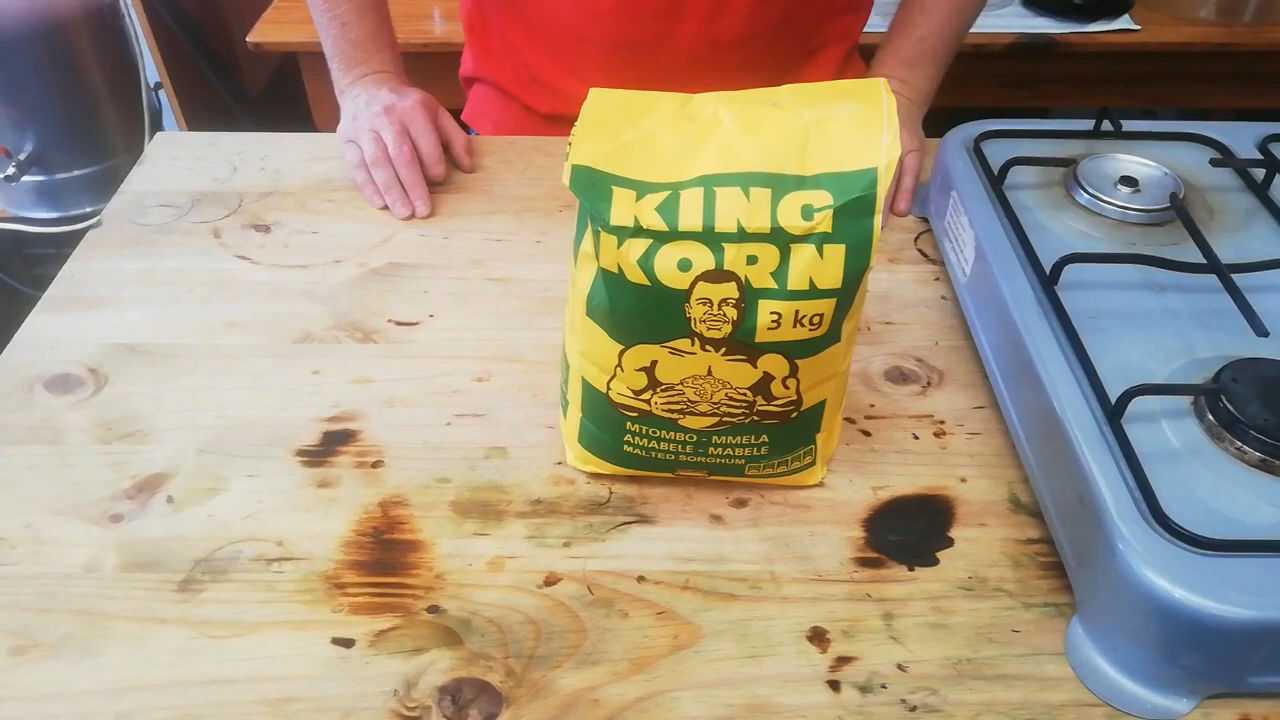 KING
KORN
3 kg
MTOMBO - MMELA
AMABELE - MABELE
MALTED SORGHUM